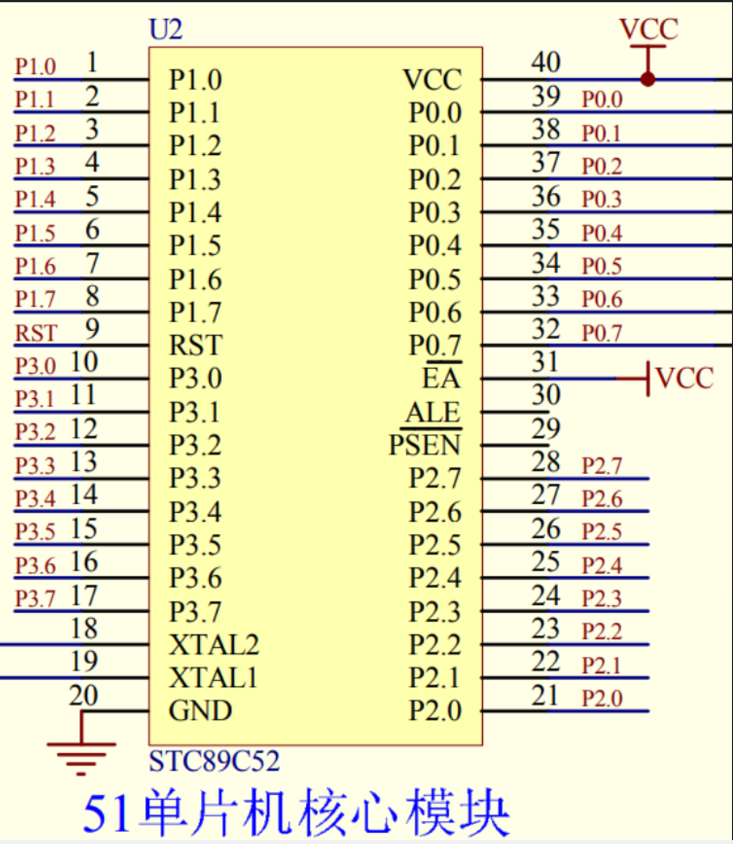 U2 VCC
P1.0 1 P1.0 VCC 40
P1.1 2 P1.1 P0.0 39 P0.0
P1.2 3 P1.2 P0.1 38 P0.1
P1.3 4 P1.3 P0.2 37 P0.2
P1.4 5 P1.4 P0.3 36 P0.3
P1.5 6 P1.5 P0.4 35 P0.4
P1.6 7 P1.6 P0.5 34 P0.5
P1.7 8 P1.7 P0.6 33 P0.6
RST 9 RST P0.7 32 P0.7
P3.0 10 P3.0 EA 31 VCC
P3.1 11 P3.1 ALE 30
P3.2 12 P3.2 PSEN 29
P3.3 13 P3.3 P2.7 28 P2.7
P3.4 14 P3.4 P2.6 27 P2.6
P3.5 15 P3.5 P2.5 26 P2.5
P3.6 16 P3.6 P2.4 25 P2.4
P3.7 17 P3.7 P2.3 24 P2.3
18 XTAL2 P2.2 23 P2.2
19 XTAL1 P2.1 22 P2.1
20 GND P2.0 21 P2.0
STC89C52
51单片机核心模块